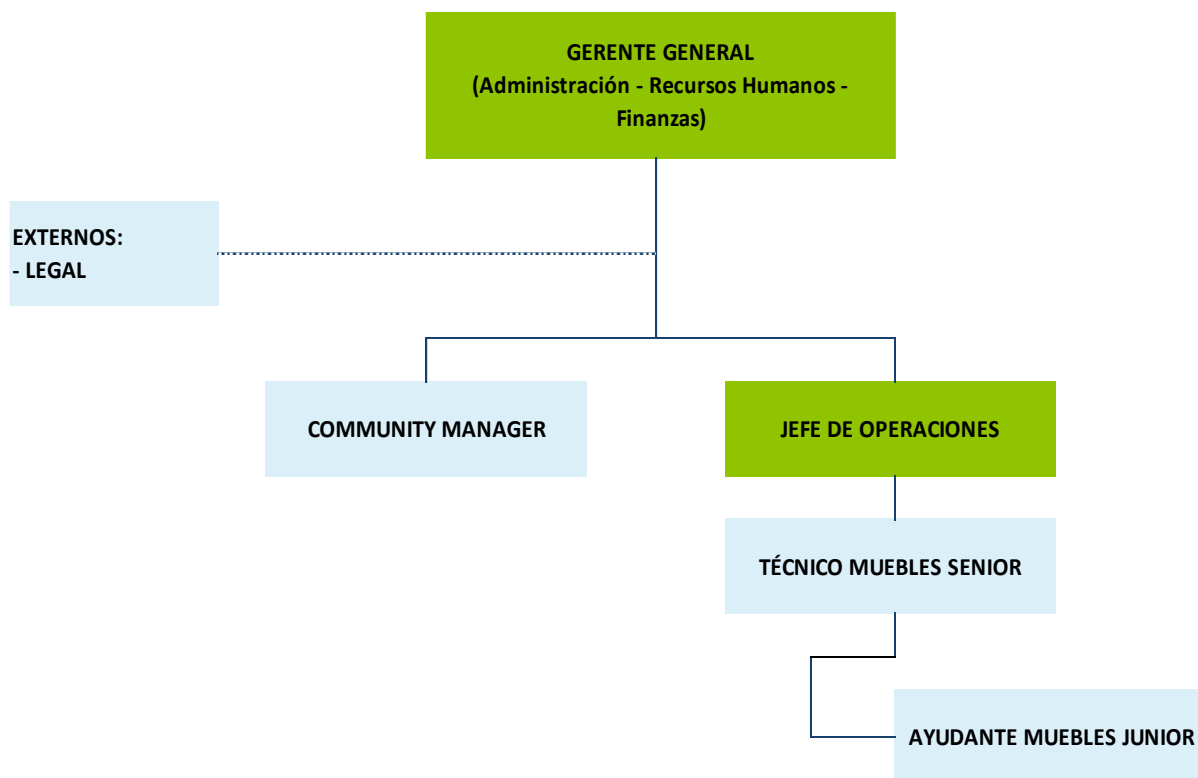 GERENTE GENERAL
(Administración - Recursos Humanos -
Finanzas)
EXTERNOS:
- LEGAL
COMMUNITY MANAGER
JEFE DE OPERACIONES
TÉCNICO MUEBLES SENIOR
AYUDANTE MUEBLES JUNIOR